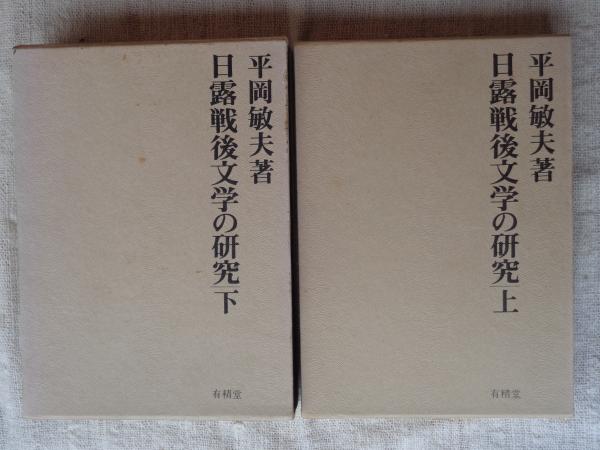 平岡敏夫著
日露戦後文学の研究 下
有精堂
平岡敏夫著
日露戦後文学の研究 上
有精堂